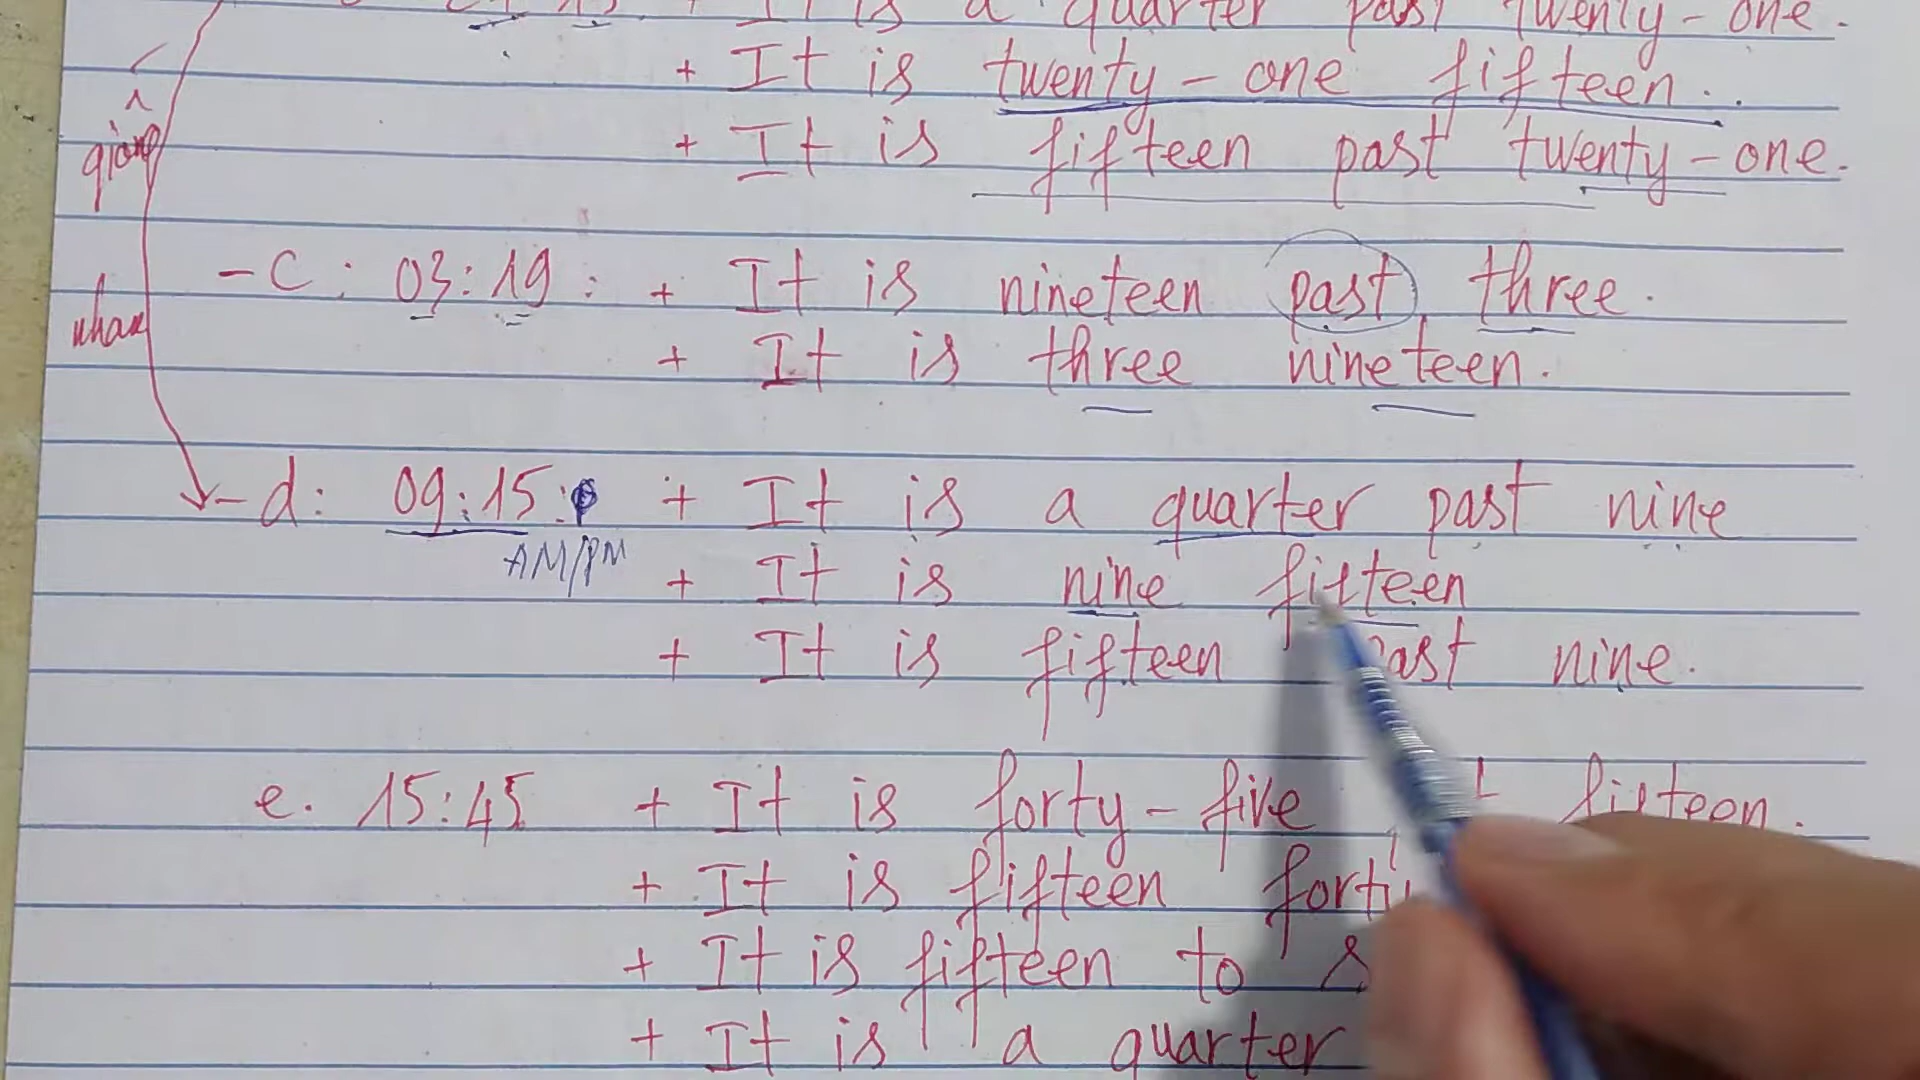 + It is a quarter past twenty-one.
+ It is twenty-one fifteen.
+ It is fifteen past twenty-one.
giống
nhau
- C: 03:19: + It is nineteen past three.
+ It is three nineteen.
- d: 09:15: + It is a quarter past nine
AM/PM
+ It is nine fifteen
+ It is fifteen past nine.
e. 15:45 + It is forty-five fifteen.
+ It is fifteen
+ It is fifteen to
+ It is a quarter